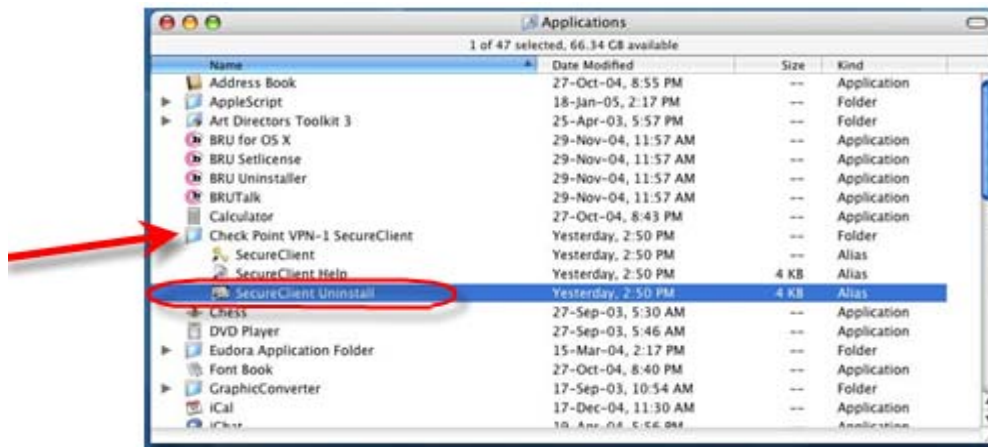 Applications
1 of 47 selected, 66.34 GB available
Name Date Modified Size Kind
Address Book 27-Oct-04, 8:55 PM -- Application
AppleScript 18-Jan-05, 2:17 PM -- Folder
Art Directors Toolkit 3 25-Apr-03, 5:57 PM -- Folder
BRU for OS X 29-Nov-04, 11:57 AM -- Application
BRU Setlicense 29-Nov-04, 11:57 AM -- Application
BRU Uninstaller 29-Nov-04, 11:57 AM -- Application
BRUTalk 29-Nov-04, 11:57 AM -- Application
Calculator 27-Oct-04, 8:43 PM -- Application
Check Point VPN-1 SecureClient Yesterday, 2:50 PM -- Folder
SecureClient Yesterday, 2:50 PM -- Alias
SecureClient Help Yesterday, 2:50 PM 4 KB Alias
SecureClient Uninstall Yesterday, 2:50 PM 4 KB Alias
Chess 27-Sep-03, 5:30 AM -- Application
DVD Player 27-Sep-03, 5:46 AM -- Application
Eudora Application Folder 15-Mar-04, 2:17 PM -- Folder
Font Book 27-Oct-04, 8:40 PM -- Application
GraphicConverter 17-Sep-03, 10:54 AM -- Folder
iCal 17-Dec-04, 11:30 AM -- Application
iChat 5:56 PM -- Application